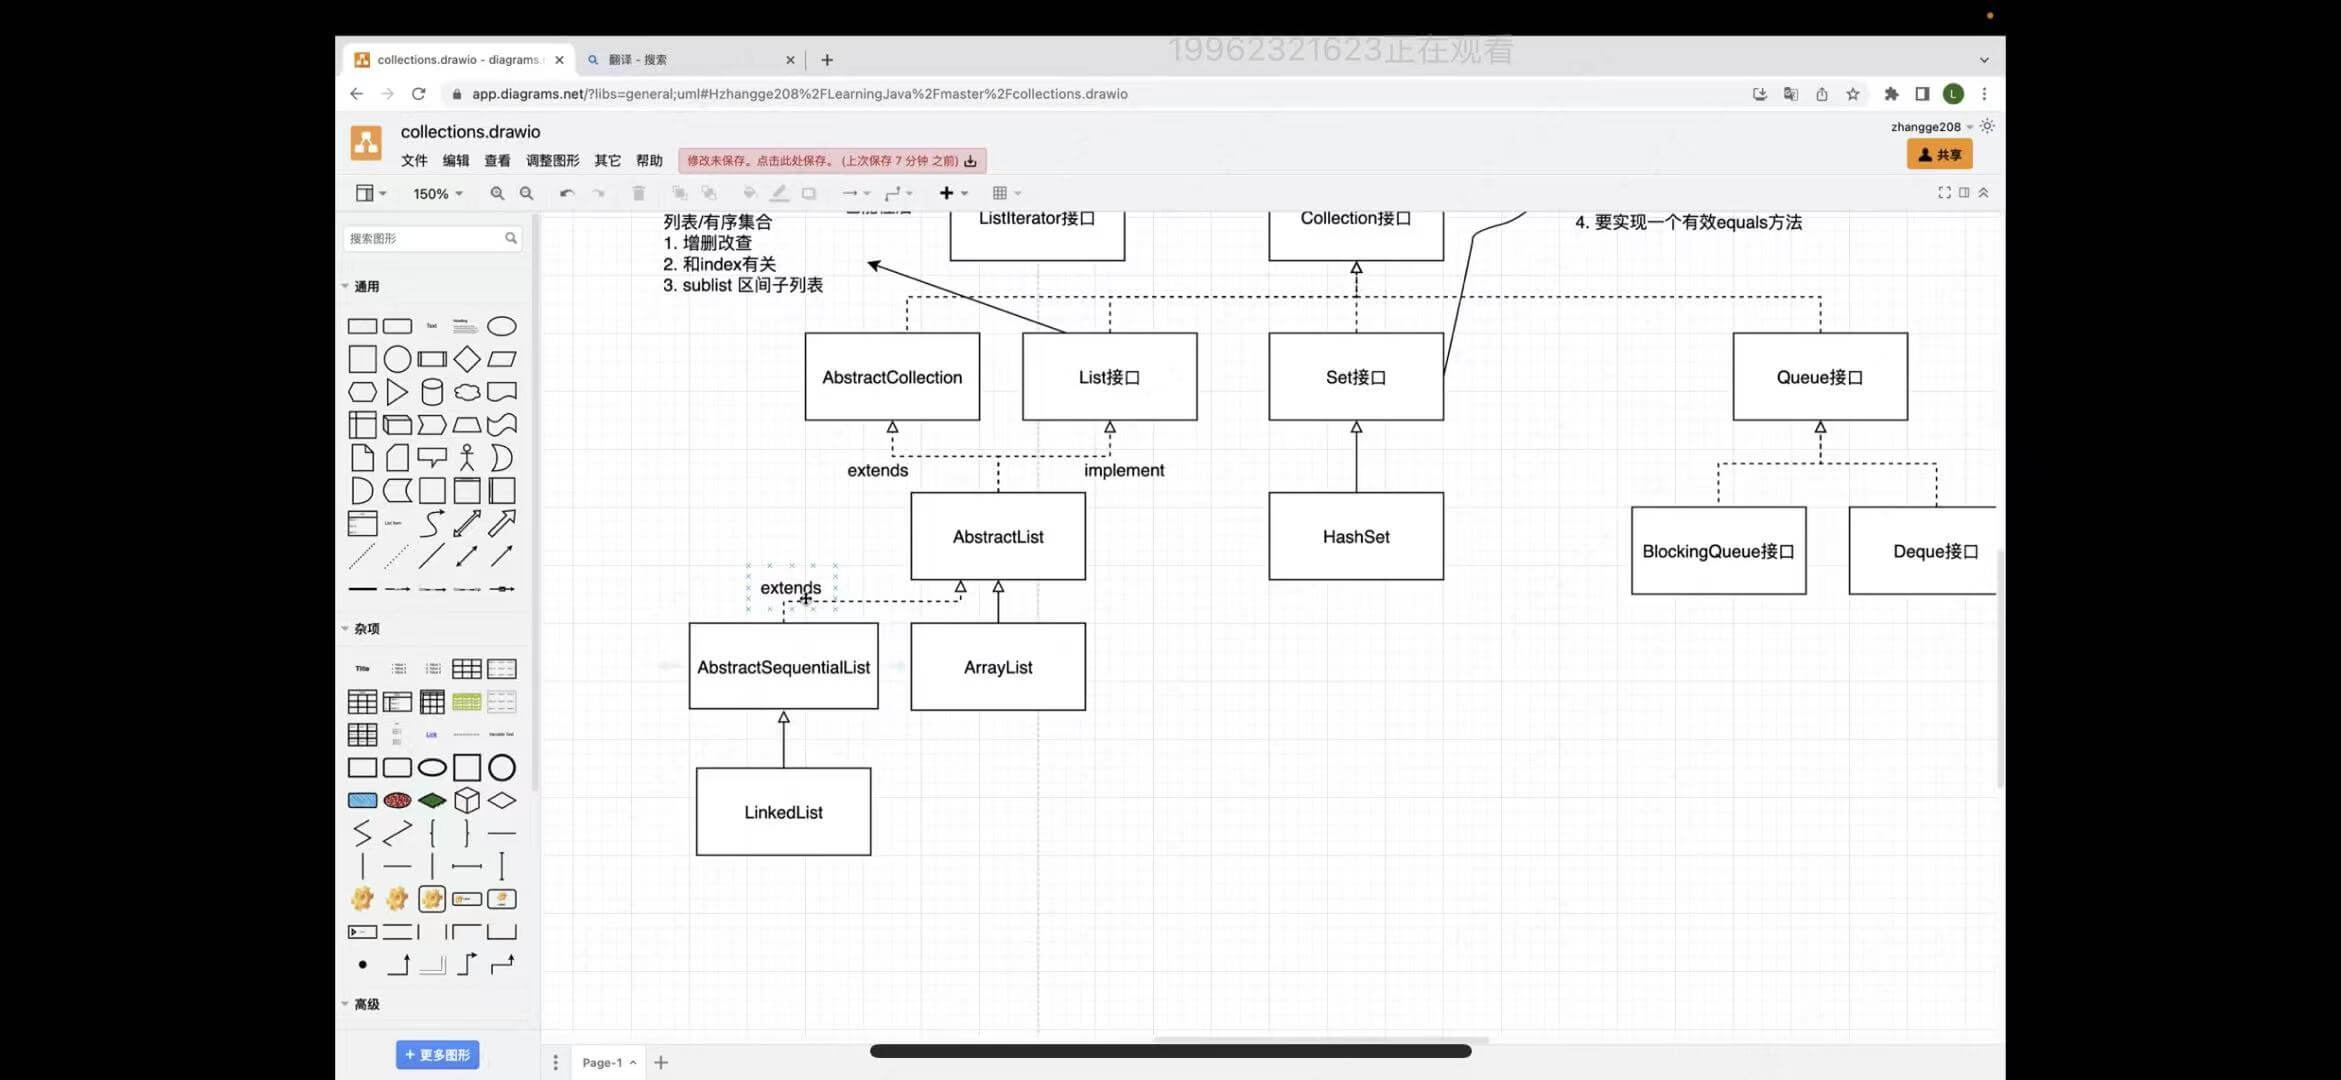 19962321623正在观看
collections.drawio - diagrams.
翻译 - 搜索
app.diagrams.net/?libs=general;uml#Hzhangge208%2FLearningJava%2Fmaster%2Fcollections.drawio
L
collections.drawio
zhangge208
文件 编辑 查看 调整图形 其它 帮助
修改未保存。点击此处保存。 (上次保存 7 分钟 之前)
共享
150%
搜索图形
通用
Text
Heading
List Item
杂项
Title
Link
高级
+ 更多图形
列表/有序集合
1. 增删改查
2. 和index有关
3. sublist 区间子列表
ListIterator接口
Collection接口
4. 要实现一个有效equals方法
AbstractCollection
List接口
Set接口
Queue接口
extends
implement
AbstractList
HashSet
BlockingQueue接口
Deque接口
extends
AbstractSequentialList
ArrayList
LinkedList
Page-1